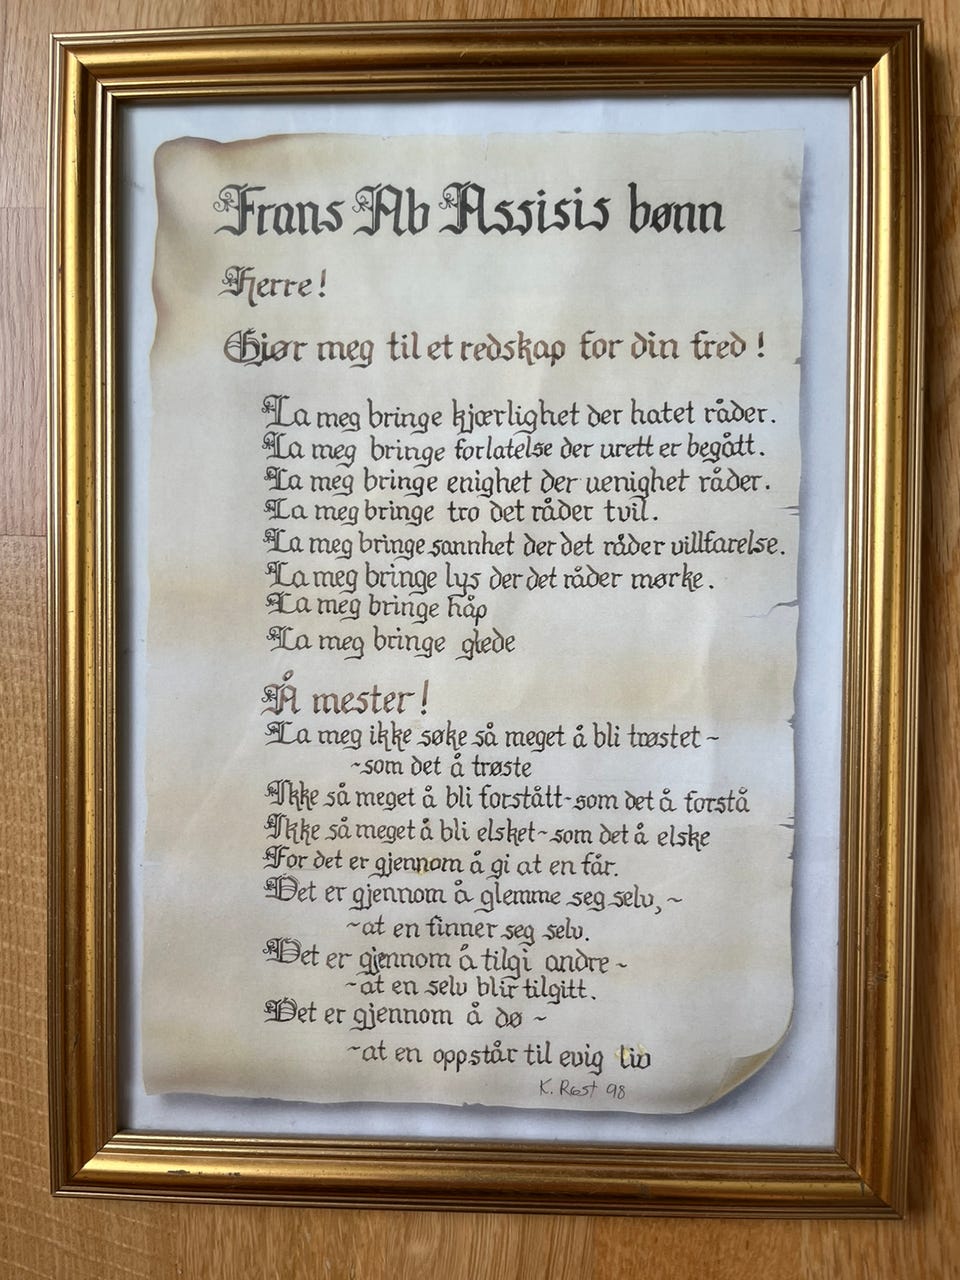 Frans Ab Assisis bønn
Herre!
Gjør meg til et redskap for din fred!
La meg bringe kjærlighet der hatet råder.
La meg bringe forlatelse der urett er begått.
La meg bringe enighet der uenighet råder.
La meg bringe tro det råder tvil.
La meg bringe sannhet der det råder villfarelse.
La meg bringe lys der det råder mørke.
La meg bringe håp
La meg bringe glede
Å mester!
La meg ikke søke så meget å bli trøstet ~
~som det å trøste
Ikke så meget å bli forstått-som det å forstå
Ikke så meget å bli elsket~som det å elske
For det er gjennom å gi at en får.
Det er gjennom å glemme seg selv, ~
~at en finner seg selv.
Det er gjennom å tilgi andre ~
~at en selv blir tilgitt.
Det er gjennom å dø ~
~at en oppstår til evig liv
K. Røst 98